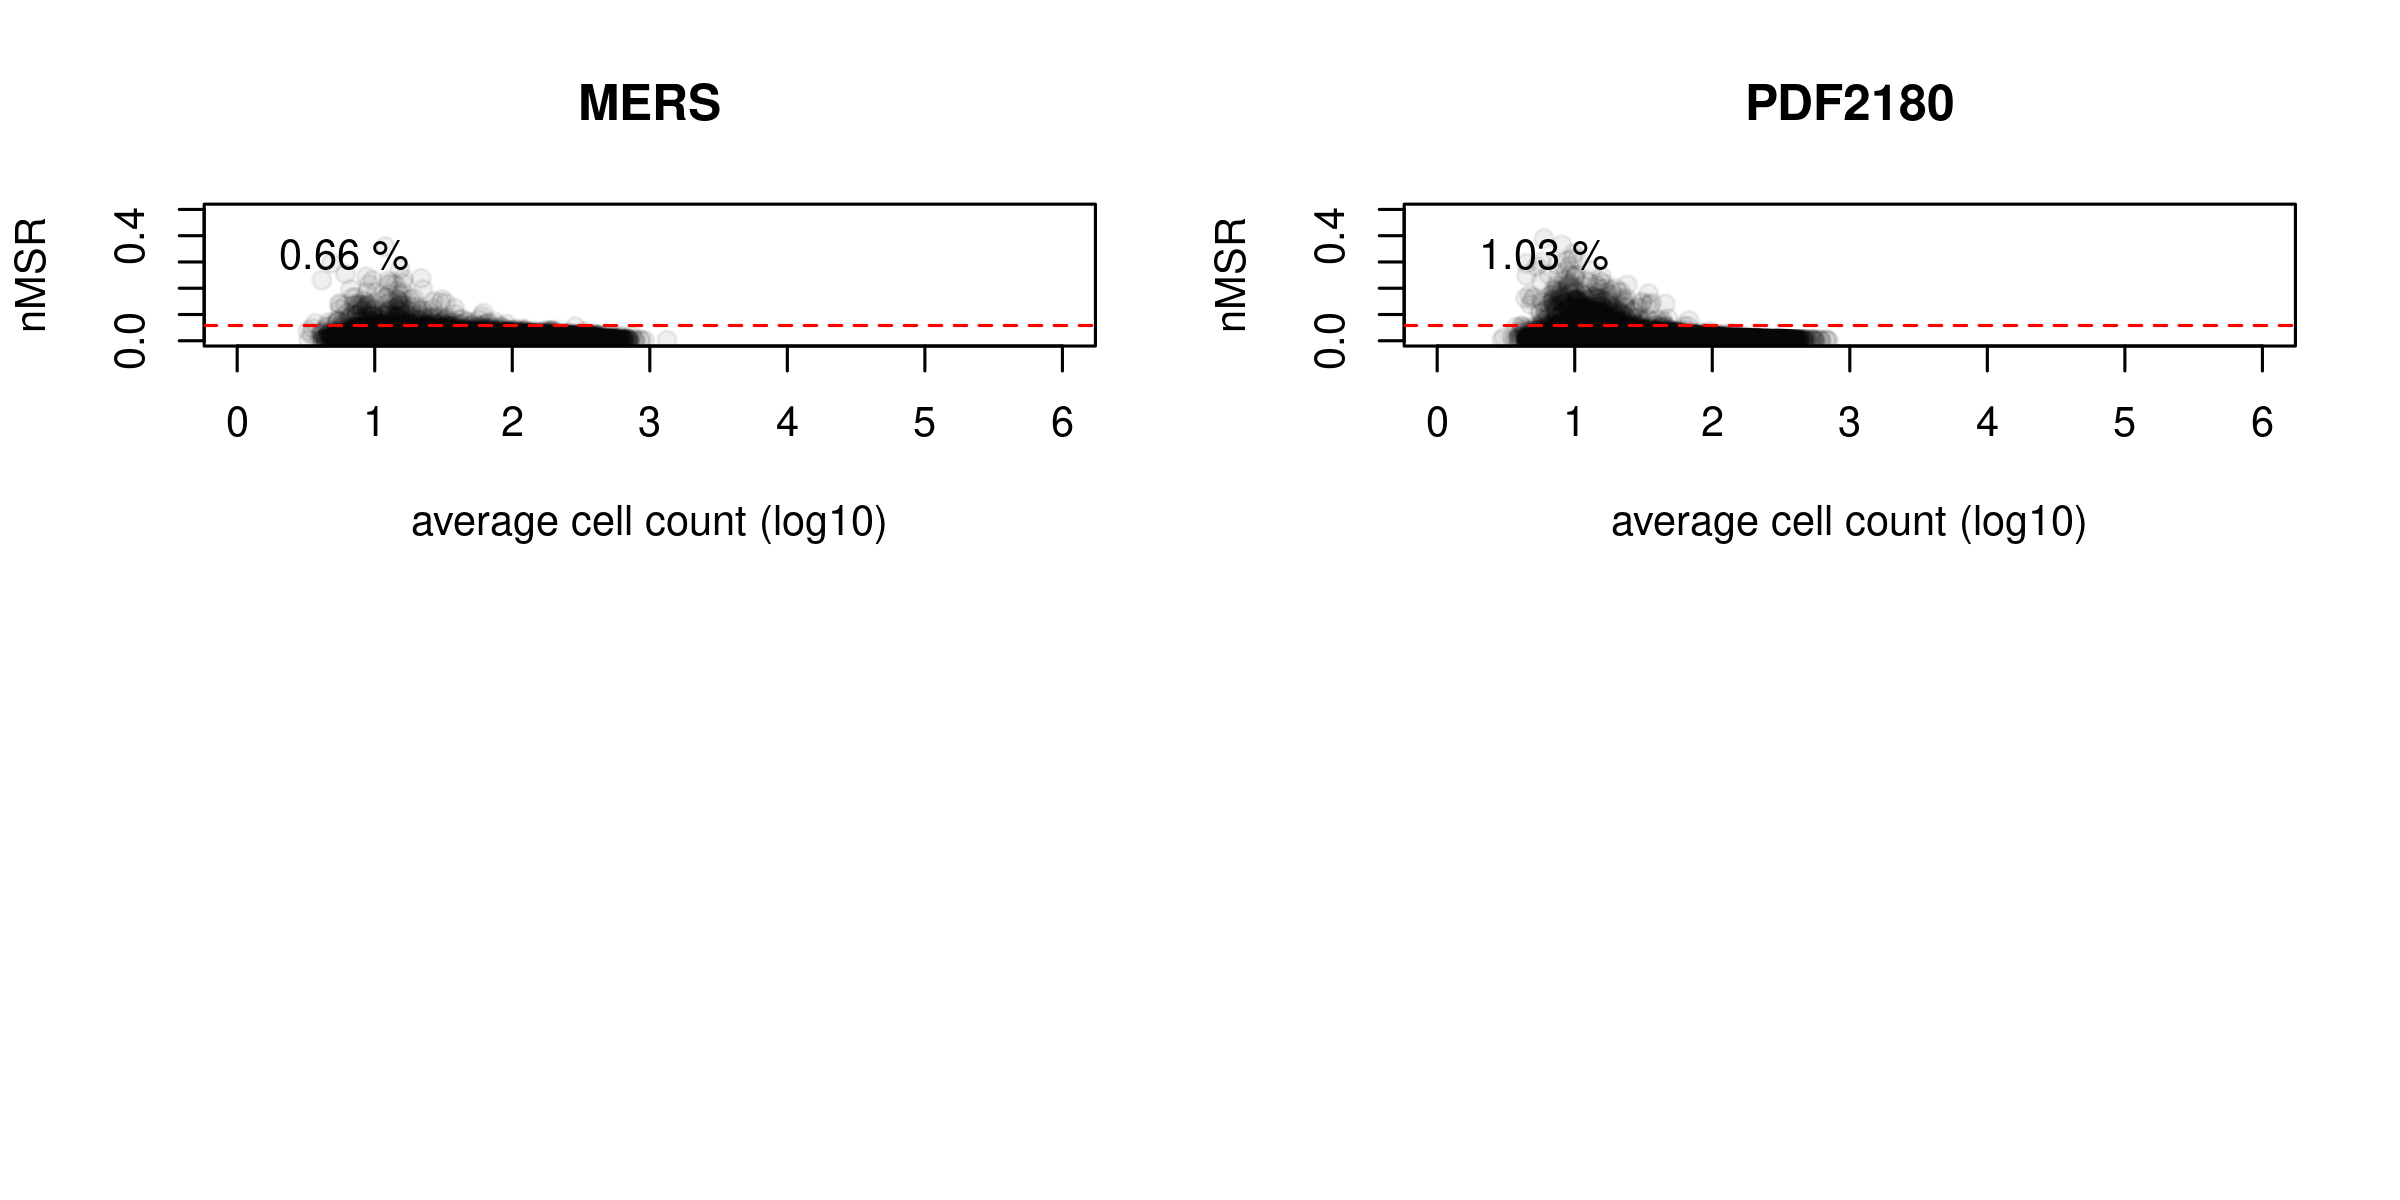 MERS
nMSR
0.4
0.0
0.66 %
0 1 2 3 4 5 6
average cell count (log10)
PDF2180
nMSR
0.4
0.0
1.03 %
0 1 2 3 4 5 6
average cell count (log10)